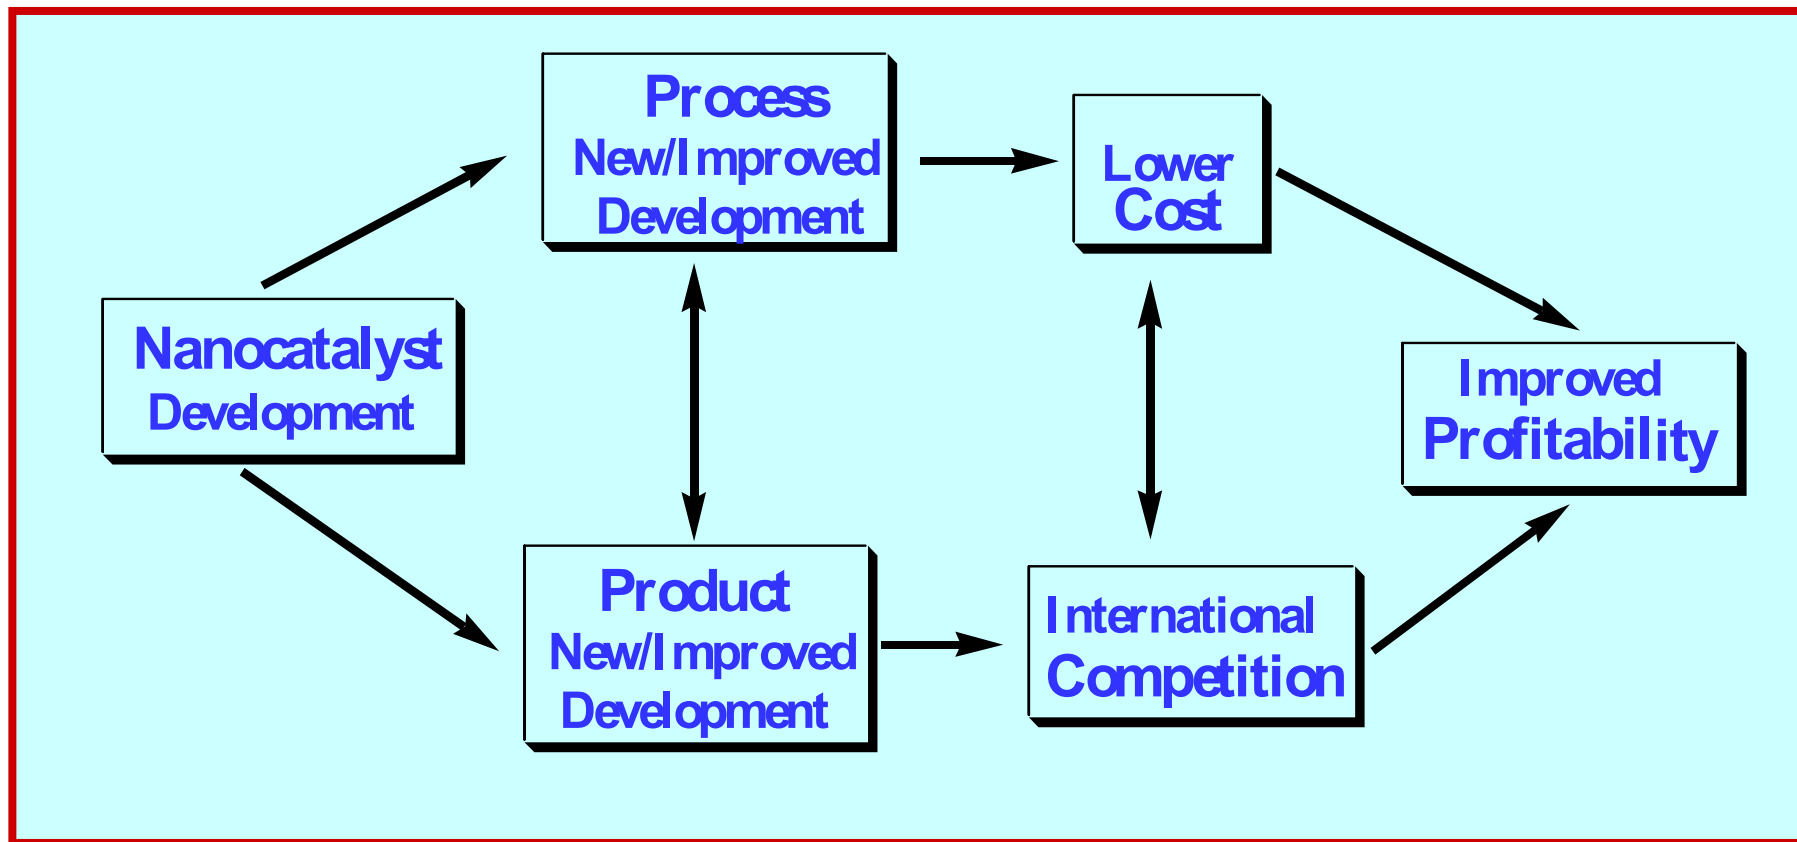 Process
New/Improved
Development
Lower
Cost
Nanocatalyst
Development
Improved
Profitability
Product
New/Improved
Development
International
Competition